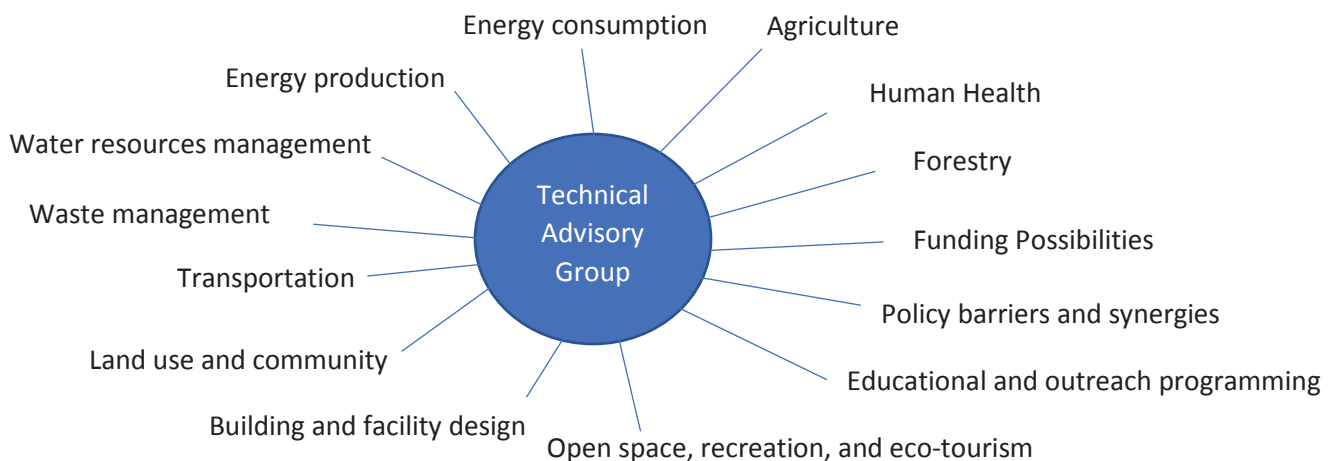 Energy consumption
Agriculture
Energy production
Human Health
Water resources management
Forestry
Technical
Advisory
Group
Waste management
Funding Possibilities
Transportation
Policy barriers and synergies
Land use and community
Educational and outreach programming
Building and facility design
Open space, recreation, and eco-tourism